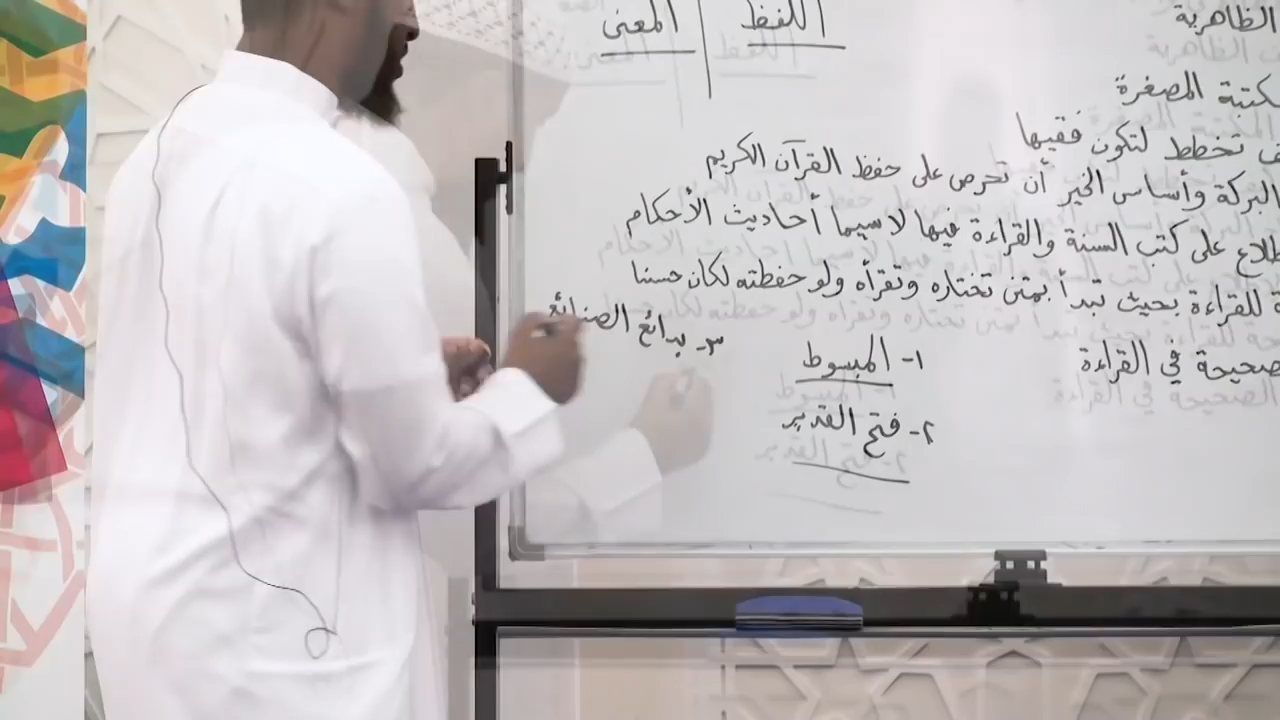 الظاهرية
اللفظ | المعنى
المصغرة
تخطط لتكون فقيها
البركة وأساس الخير أن تحرص على حفظ القرآن الكريم
على كتب السنة والقراءة فيها لاسيما أحاديث الأحكام
للقراءة بحيث تبدأ بمتن تختاره وتقرأه ولو حفظته لكان حسنا
في القراءة
١- المبسوط
٢- فتح القدير
٣- بدائع الصنائع